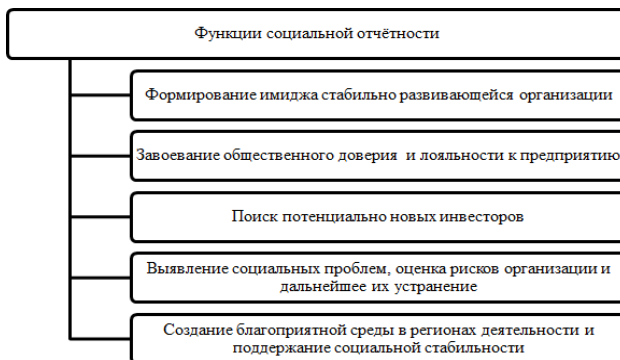 Функции социальной отчётности
Формирование имиджа стабильно развивающейся организации
Завоевание общественного доверия и лояльности к предприятию
Поиск потенциально новых инвесторов
Выявление социальных проблем, оценка рисков организации и
дальнейшее их устранение
Создание благоприятной среды в регионах деятельности и
поддержание социальной стабильности